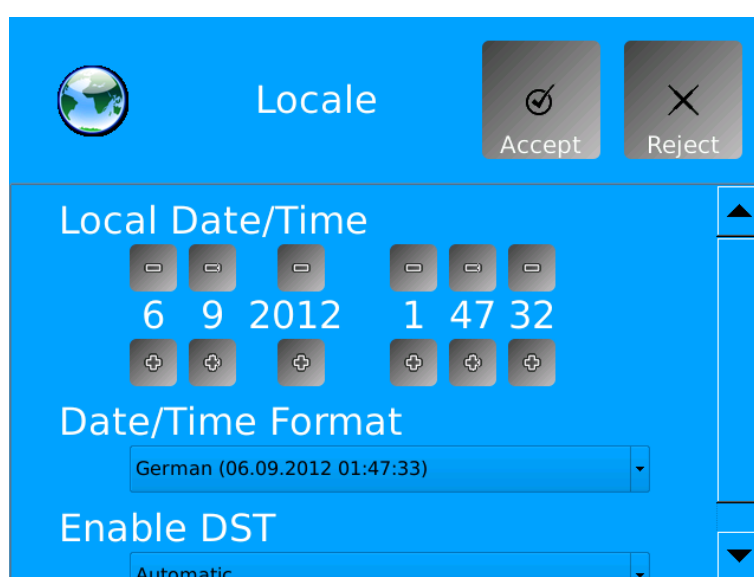 Locale
Accept
Reject
Local Date/Time
6 9 2012 1 47 32
Date/Time Format
German (06.09.2012 01:47:33)
Enable DST
Automatic